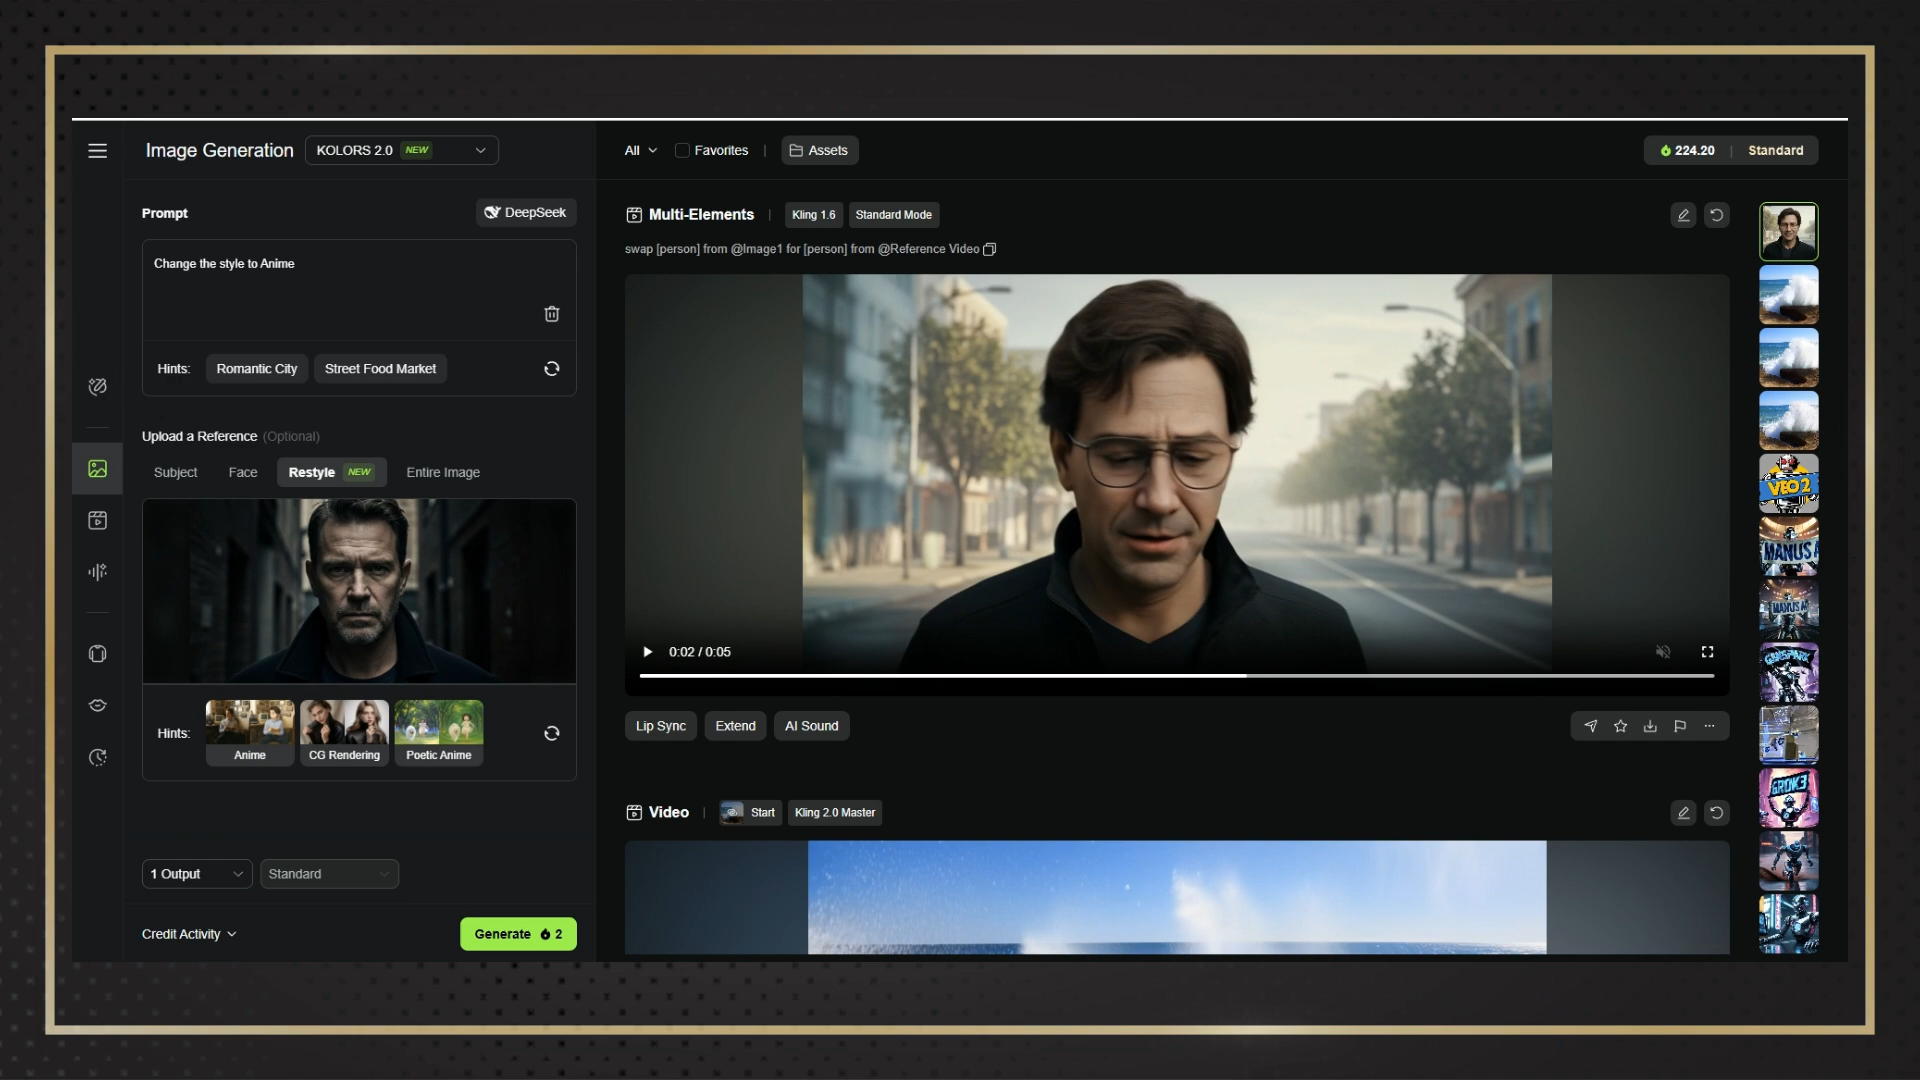 Image Generation
KOLORS 2.0 NEW
Prompt
DeepSeek
Change the style to Anime
Hints:
Romantic City
Street Food Market
Upload a Reference (Optional)
Subject
Face
Restyle NEW
Entire Image
Hints:
Anime
CG Rendering
Poetic Anime
1 Output
Standard
Credit Activity
Generate 2
All
Favorites
Assets
224.20 | Standard
Multi-Elements
Kling 1.6
Standard Mode
swap [person] from @Image1 for [person] from @Reference Video
0:02 / 0:05
Lip Sync
Extend
AI Sound
Video
Start
Kling 2.0 Master
VEO 2
MANUS A
MANUS AI
GENSPARK
GROK3